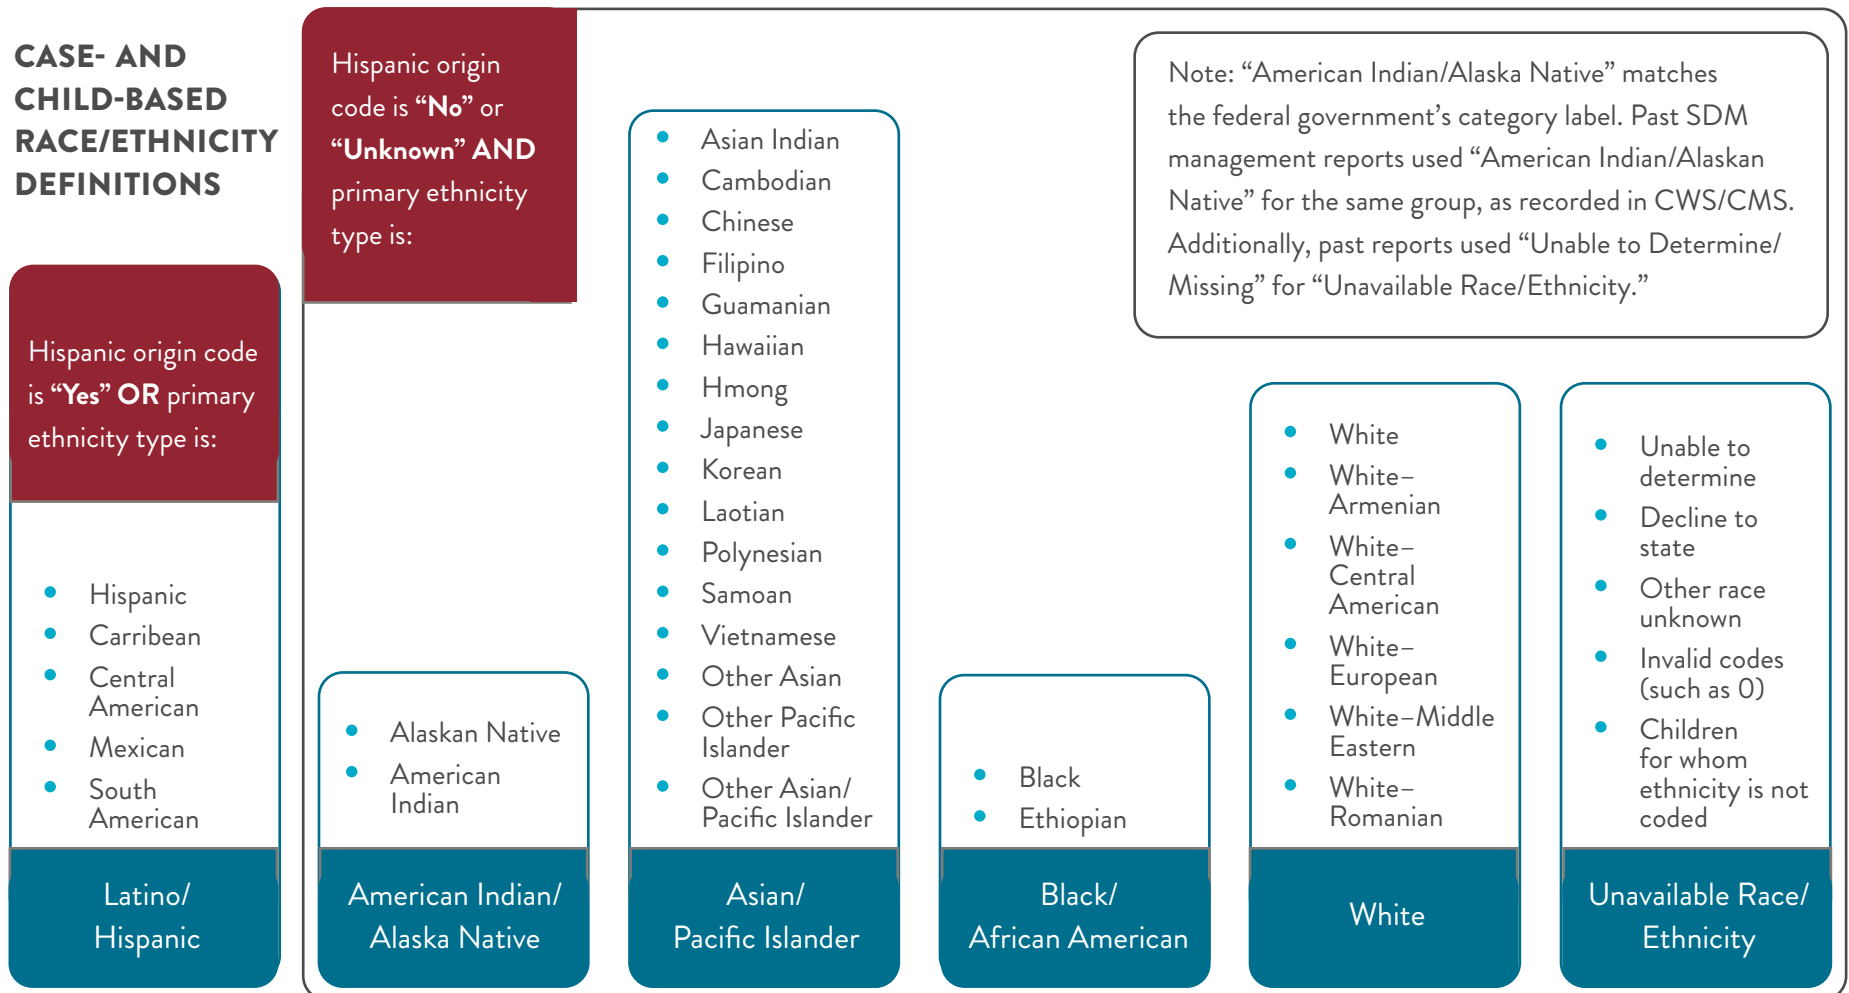 CASE- AND
CHILD-BASED
RACE/ETHNICITY
DEFINITIONS
Hispanic origin code
is “Yes” OR primary
ethnicity type is:
Hispanic
Carribean
Central
American
Mexican
South
American
Latino/
Hispanic
Hispanic origin
code is “No” or
“Unknown” AND
primary ethnicity
type is:
Alaskan Native
American
Indian
American Indian/
Alaska Native
Asian Indian
Cambodian
Chinese
Filipino
Guamanian
Hawaiian
Hmong
Japanese
Korean
Laotian
Polynesian
Samoan
Vietnamese
Other Asian
Other Pacific
Islander
Other Asian/
Pacific Islander
Asian/
Pacific Islander
Black
Ethiopian
Black/
African American
Note: “American Indian/Alaska Native” matches
the federal government’s category label. Past SDM
management reports used “American Indian/Alaskan
Native” for the same group, as recorded in CWS/CMS.
Additionally, past reports used “Unable to Determine/
Missing” for “Unavailable Race/Ethnicity.”
White
White–
Armenian
White–
Central
American
White–
European
White–Middle
Eastern
White–
Romanian
White
Unable to
determine
Decline to
state
Other race
unknown
Invalid codes
(such as 0)
Children
for whom
ethnicity is not
coded
Unavailable Race/
Ethnicity